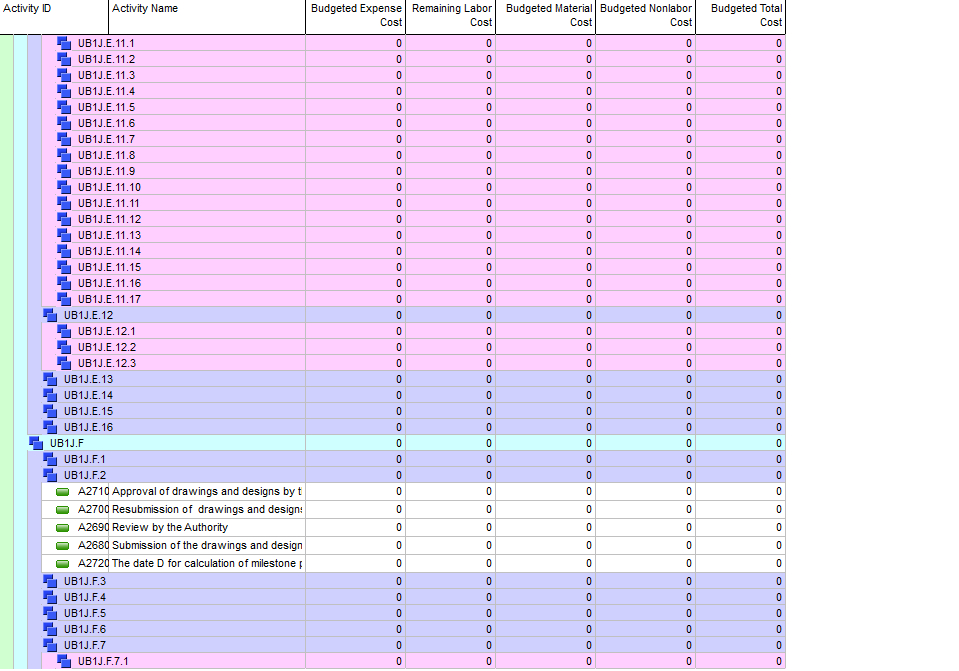 Activity ID Activity Name Budgeted Expense Cost Remaining Labor Cost Budgeted Material Cost Budgeted Nonlabor Cost Budgeted Total Cost
UB1J.E.11.1 0 0 0 0 0
UB1J.E.11.2 0 0 0 0 0
UB1J.E.11.3 0 0 0 0 0
UB1J.E.11.4 0 0 0 0 0
UB1J.E.11.5 0 0 0 0 0
UB1J.E.11.6 0 0 0 0 0
UB1J.E.11.7 0 0 0 0 0
UB1J.E.11.8 0 0 0 0 0
UB1J.E.11.9 0 0 0 0 0
UB1J.E.11.10 0 0 0 0 0
UB1J.E.11.11 0 0 0 0 0
UB1J.E.11.12 0 0 0 0 0
UB1J.E.11.13 0 0 0 0 0
UB1J.E.11.14 0 0 0 0 0
UB1J.E.11.15 0 0 0 0 0
UB1J.E.11.16 0 0 0 0 0
UB1J.E.11.17 0 0 0 0 0
UB1J.E.12 0 0 0 0 0
UB1J.E.12.1 0 0 0 0 0
UB1J.E.12.2 0 0 0 0 0
UB1J.E.12.3 0 0 0 0 0
UB1J.E.13 0 0 0 0 0
UB1J.E.14 0 0 0 0 0
UB1J.E.15 0 0 0 0 0
UB1J.E.16 0 0 0 0 0
UB1J.F 0 0 0 0 0
UB1J.F.1 0 0 0 0 0
UB1J.F.2 0 0 0 0 0
A2710 Approval of drawings and designs by t 0 0 0 0 0
A2700 Resubmission of drawings and designs 0 0 0 0 0
A2690 Review by the Authority 0 0 0 0 0
A2680 Submission of the drawings and design 0 0 0 0 0
A2720 The date D for calculation of milestone p 0 0 0 0 0
UB1J.F.3 0 0 0 0 0
UB1J.F.4 0 0 0 0 0
UB1J.F.5 0 0 0 0 0
UB1J.F.6 0 0 0 0 0
UB1J.F.7 0 0 0 0 0
UB1J.F.7.1 0 0 0 0 0